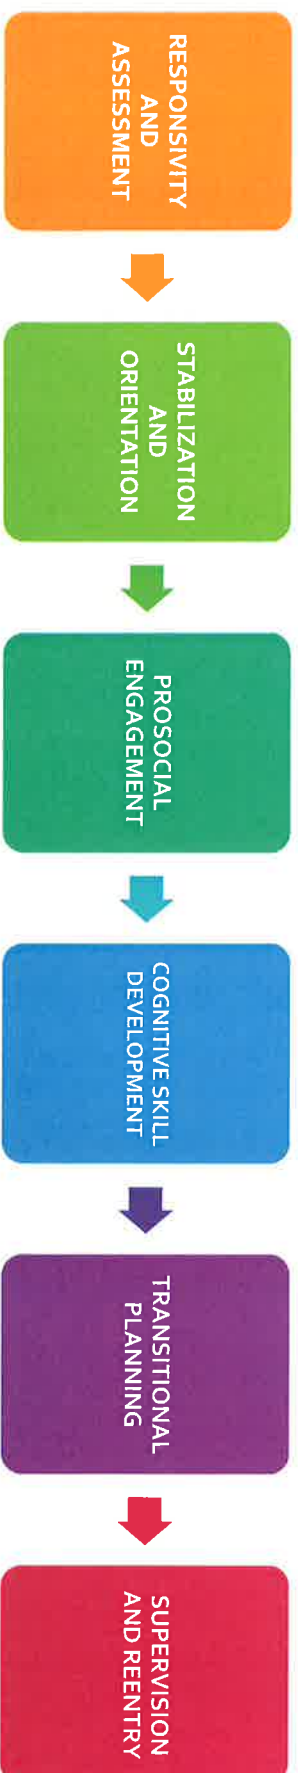 RESPONSIVITY
AND
ASSESSMENT
STABILIZATION
AND
ORIENTATION
PROSOCIAL
ENGAGEMENT
COGNITIVE SKILL
DEVELOPMENT
TRANSITIONAL
PLANNING
SUPERVISION
AND REENTRY